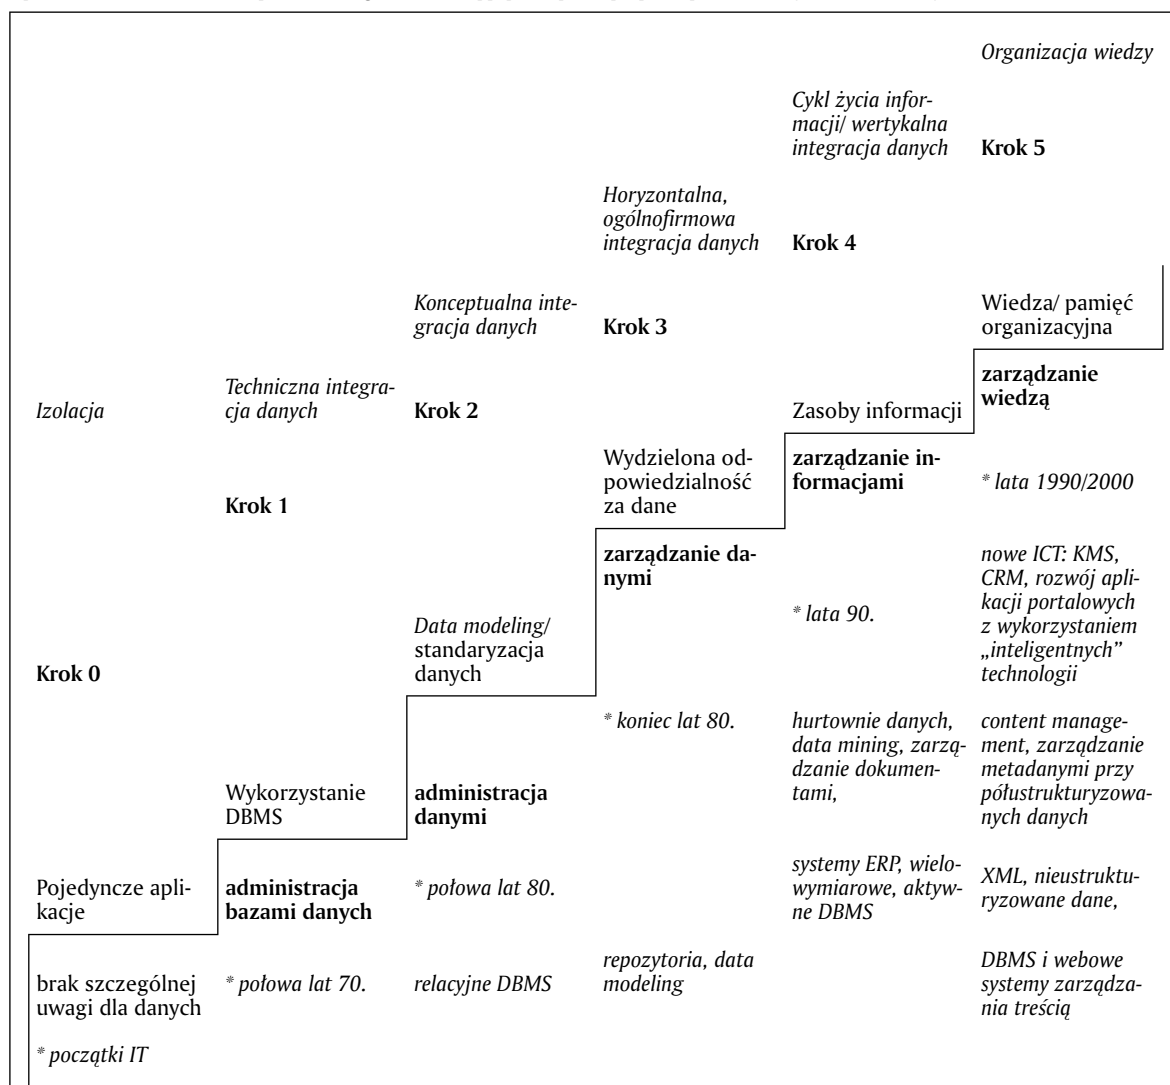 Organizacja wiedzy
Cykl życia infor-
macji/ wertykalna
integracja danych
Krok 5
Horyzontalna,
ogólnofirmowa
integracja danych
Krok 4
Konceptualna inte-
gracja danych
Krok 3
Wiedza/ pamięć
organizacyjna
Izolacja
Techniczna integra-
cja danych
Krok 2
Zasoby informacji
zarządzanie
wiedzą
Krok 1
Wydzielona od-
powiedzialność
za dane
zarządzanie in-
formacjami
* lata 1990/2000
Krok 0
Data modeling/
standaryzacja
danych
zarządzanie da-
nymi
* lata 90.
nowe ICT: KMS,
CRM, rozwój apli-
kacji portalowych
z wykorzystaniem
„inteligentnych”
technologii
Wykorzystanie
DBMS
administracja
danymi
* koniec lat 80.
hurtownie danych,
data mining, zarzą-
dzanie dokumen-
tami,
content manage-
ment, zarządzanie
metadanymi przy
półustrukturyzowa-
nych danych
Pojedyncze apli-
kacje
administracja
bazami danych
* połowa lat 80.
systemy ERP, wielo-
wymiarowe, aktyw-
ne DBMS
XML, nieustruktu-
ryzowane dane,
brak szczególnej
uwagi dla danych
* połowa lat 70.
relacyjne DBMS
repozytoria, data
modeling
DBMS i webowe
systemy zarządza-
nia treścią
* początki IT